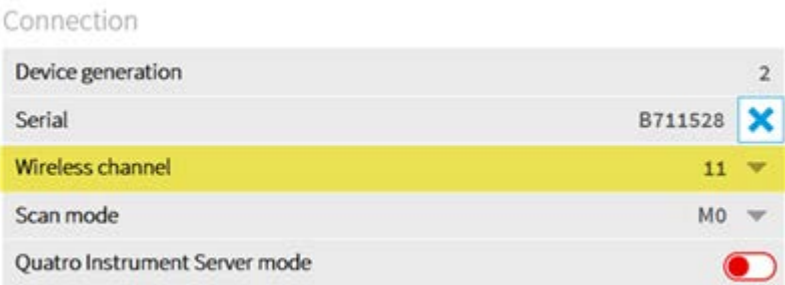 Connection
Device generation 2
Serial B711528
Wireless channel 11
Scan mode M0
Quatro Instrument Server mode